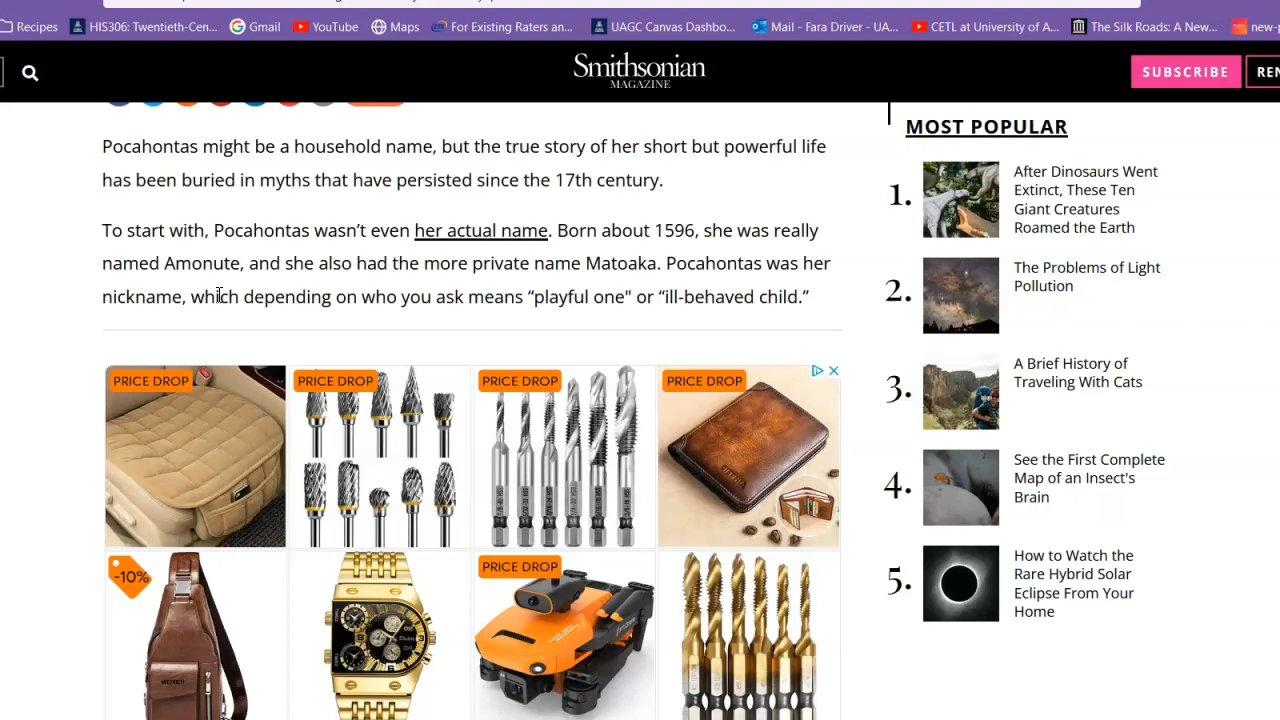 Recipes HIS306: Twentieth-Cen... Gmail YouTube Maps For Existing Raters an... UAGC Canvas Dashbo... Mail - Fara Driver - UA... CETL at University of A... The Silk Roads: A New... new-p
Smithsonian
MAGAZINE
SUBSCRIBE
REN
Pocahontas might be a household name, but the true story of her short but powerful life
has been buried in myths that have persisted since the 17th century.
To start with, Pocahontas wasn’t even her actual name. Born about 1596, she was really
named Amonute, and she also had the more private name Matoaka. Pocahontas was her
nickname, which depending on who you ask means “playful one" or “ill-behaved child.”
PRICE DROP
PRICE DROP
PRICE DROP
PRICE DROP
-10%
PRICE DROP
MOST POPULAR
1.
After Dinosaurs Went
Extinct, These Ten
Giant Creatures
Roamed the Earth
2.
The Problems of Light
Pollution
3.
A Brief History of
Traveling With Cats
4.
See the First Complete
Map of an Insect's
Brain
5.
How to Watch the
Rare Hybrid Solar
Eclipse From Your
Home